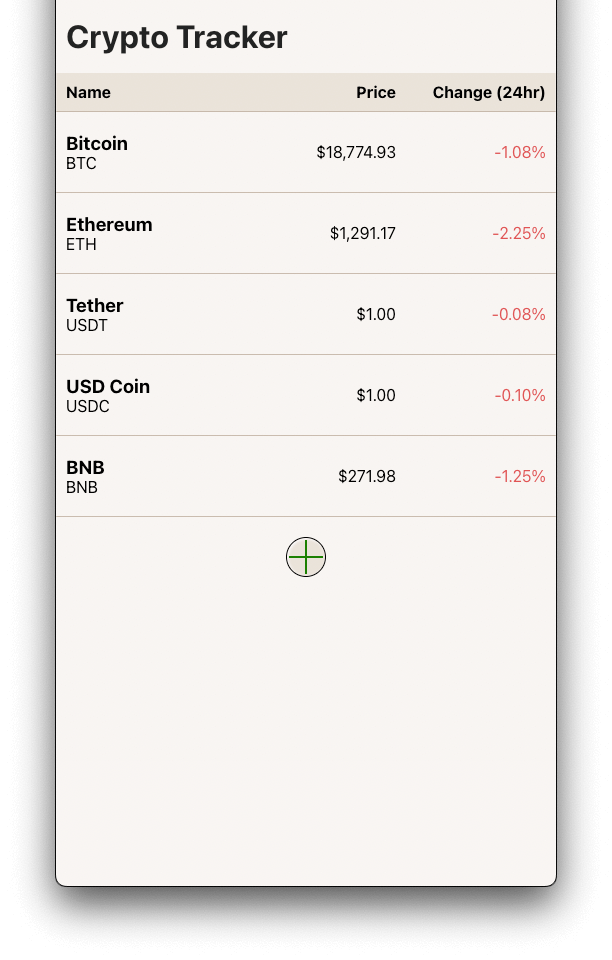 Crypto Tracker
Name Price Change (24hr)
Bitcoin
BTC $18,774.93 -1.08%
Ethereum
ETH $1,291.17 -2.25%
Tether
USDT $1.00 -0.08%
USD Coin
USDC $1.00 -0.10%
BNB
BNB $271.98 -1.25%